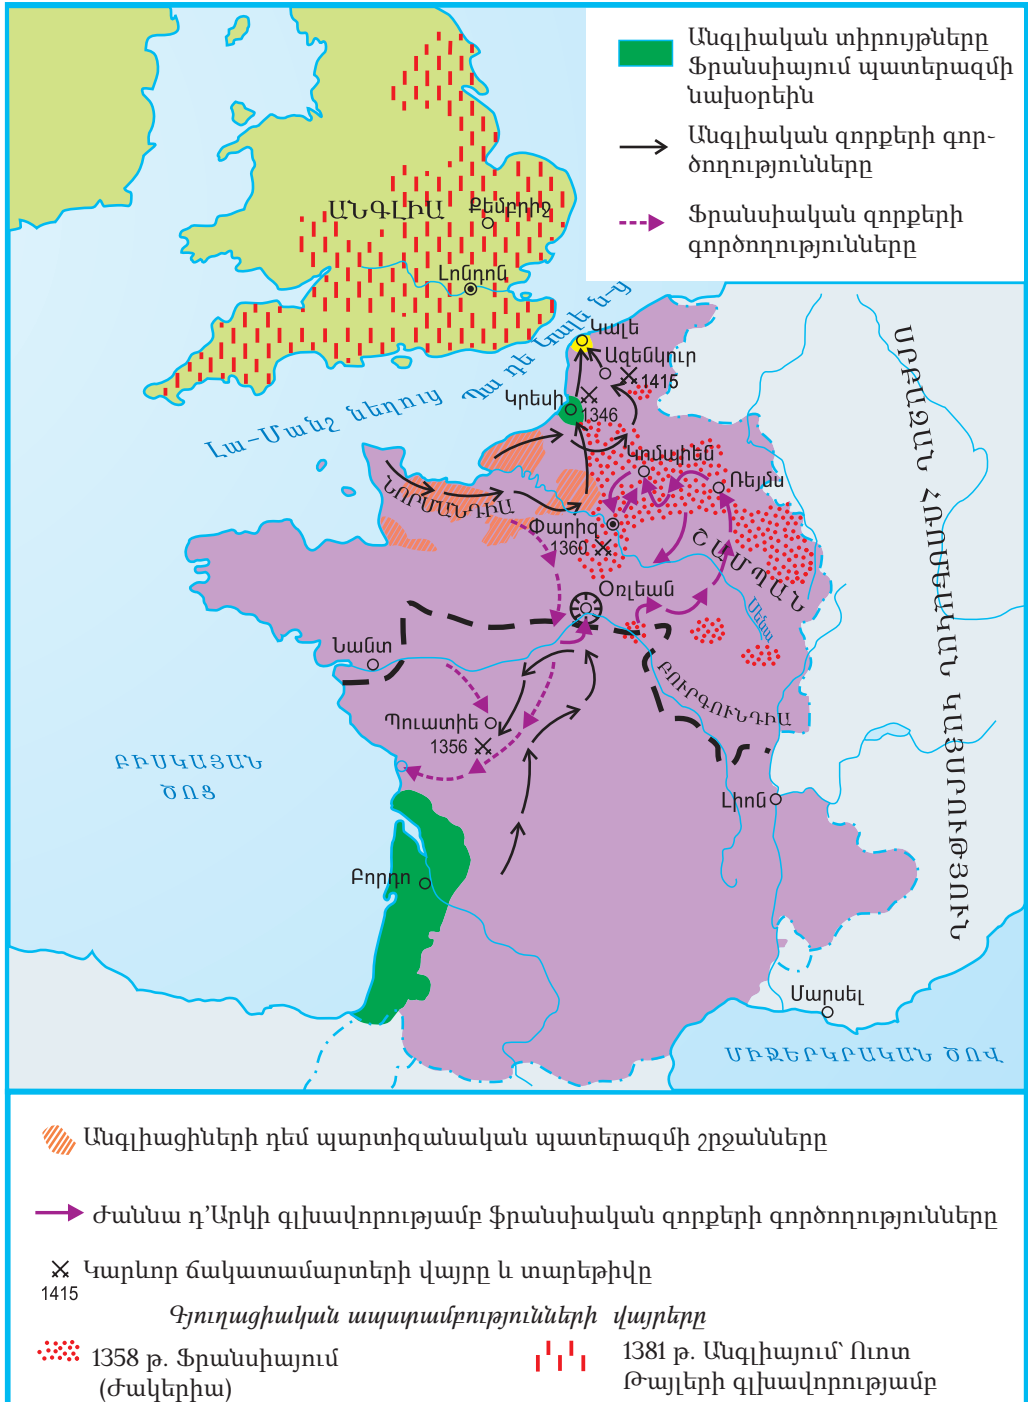 Անգլիական տիրույթները
Ֆրանսիայում պատերազմի
նախօրեին
Անգլիական զորքերի գոր-
ծողությունները
Ֆրանսիական զորքերի
գործողությունները
ԱՆԳԼԻԱ
Քեմբրիջ
Լոնդոն
Պա դե Կալե ն-ց
Լա-Մանշ նեղուց
Կալե
Ազենկուր
1415
Կրեսի
1346
Կոմպիեն
Ռեյմս
ՆՈՐՄԱՆԴԻԱ
Փարիզ
1360
ՇԱՄՊԱՆ
Սենա
Օռլեան
Նանտ
ԲՈՒՐԳՈՒՆԴԻԱ
Պուատիե
1356
ԲԻՍԿԱՅԱՆ
ԾՈՑ
Լիոն
Բորդո
Մարսել
ՄԻՋԵՐԿՐԱԿԱՆ ԾՈՎ
ՍՐԲԱԶԱՆ ՀՌՈՄԵԱԿԱՆ ԿԱՅՍՐՈՒԹՅՈՒՆ
Անգլիացիների դեմ պարտիզանական պատերազմի շրջանները
Ժաննա դ’Արկի գլխավորությամբ ֆրանսիական զորքերի գործողությունները
Կարևոր ճակատամարտերի վայրը և տարեթիվը
1415
Գյուղացիական ապստամբությունների վայրերը
1358 թ. Ֆրանսիայում
(Ժակերիա)
1381 թ. Անգլիայում՝ Ուոտ
Թայլերի գլխավորությամբ